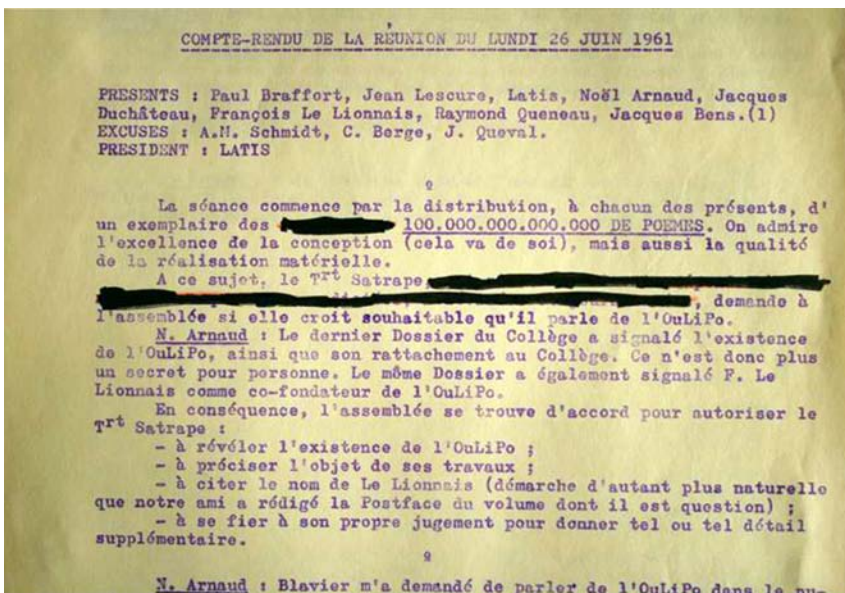 COMPTE-RENDU DE LA RÉUNION DU LUNDI 26 JUIN 1961
PRESENTS : Paul Braffort, Jean Lescure, Latis, Noël Arnaud, Jacques
Duchâteau, François Le Lionnais, Raymond Queneau, Jacques Bens.(1)
EXCUSES : A.M. Schmidt, C. Berge, J. Queval.
PRESIDENT : LATIS
La séance commence par la distribution, à chacun des présents, d'
un exemplaire des 100.000.000.000.000 DE POEMES. On admire
l'excellence de la conception (cela va de soi), mais aussi la qualité
de la réalisation matérielle.
A ce sujet, le Trt Satrape
, demande à
l'assemblée si elle croit souhaitable qu'il parle de l'OuLiPo.
N. Arnaud : Le dernier Dossier du Collège a signalé l'existence
de l'OuLiPo, ainsi que son rattachement au Collège. Ce n'est donc plus
un secret pour personne. Le même Dossier a également signalé F. Le
Lionnais comme co-fondateur de l'OuLiPo.
En conséquence, l'assemblée se trouve d'accord pour autoriser le
Trt Satrape :
- à révéler l'existence de l'OuLiPo ;
- à préciser l'objet de ses travaux ;
- à citer le nom de Le Lionnais (démarche d'autant plus naturelle
que notre ami a rédigé la Postface du volume dont il est question) ;
- à se fier à son propre jugement pour donner tel ou tel détail
supplémentaire.
N. Arnaud : Blavier m'a demandé de parler de l'OuLiPo dans le nu-